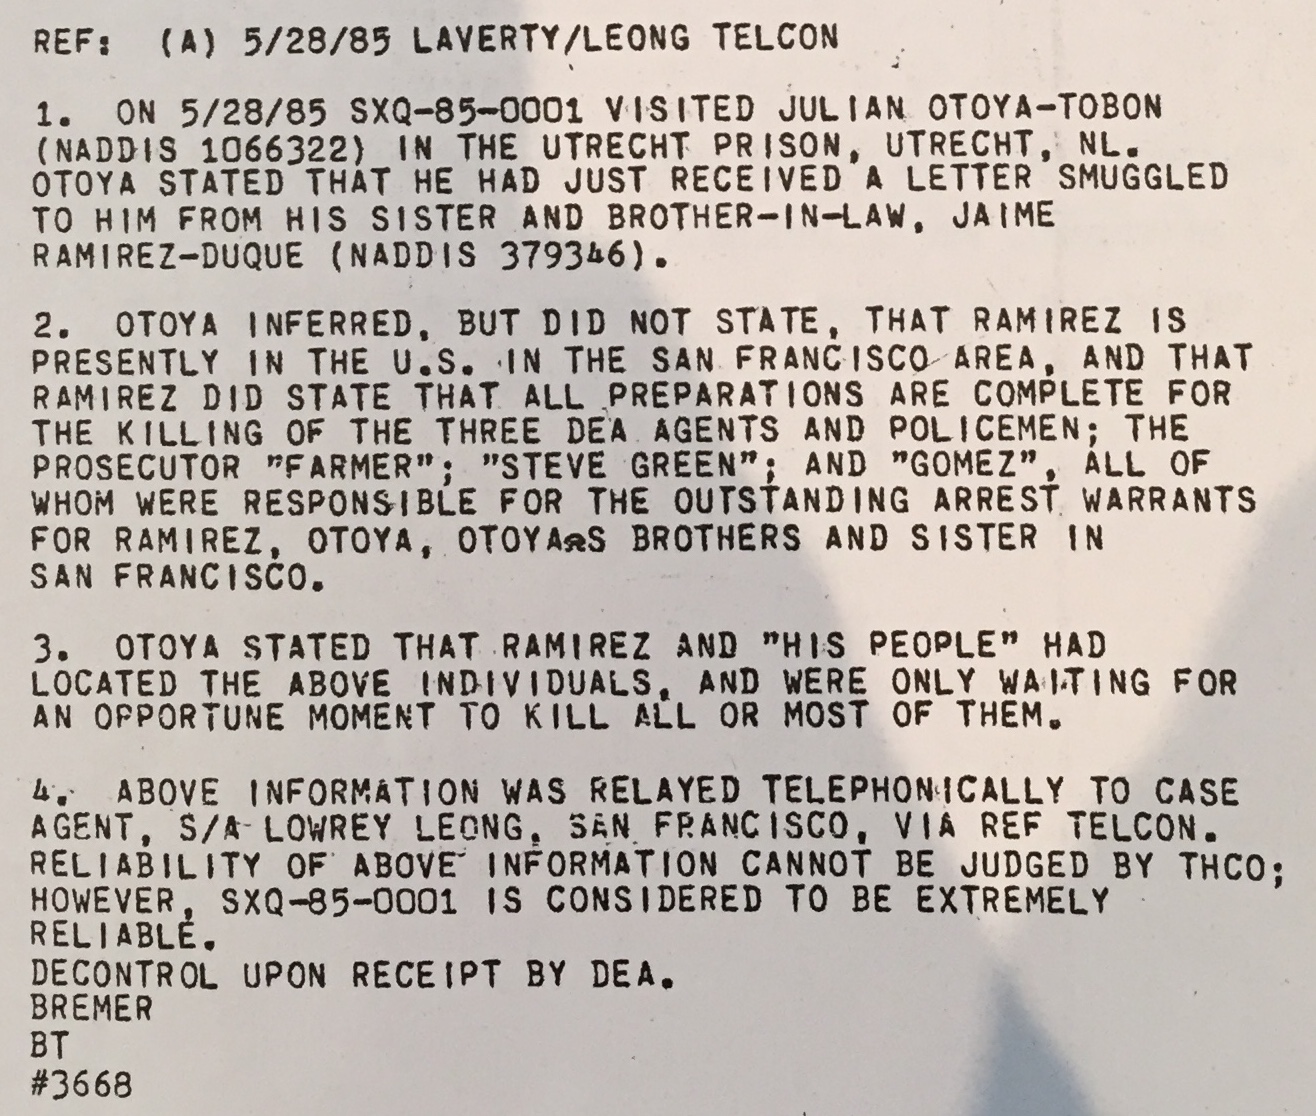 REF: (A) 5/28/85 LAVERTY/LEONG TELCON
1. ON 5/28/85 SXQ-85-0001 VISITED JULIAN OTOYA-TOBON
(NADDIS 1066322) IN THE UTRECHT PRISON, UTRECHT, NL.
OTOYA STATED THAT HE HAD JUST RECEIVED A LETTER SMUGGLED
TO HIM FROM HIS SISTER AND BROTHER-IN-LAW, JAIME
RAMIREZ-DUQUE (NADDIS 379346).
2. OTOYA INFERRED, BUT DID NOT STATE, THAT RAMIREZ IS
PRESENTLY IN THE U.S. IN THE SAN FRANCISCO AREA, AND THAT
RAMIREZ DID STATE THAT ALL PREPARATIONS ARE COMPLETE FOR
THE KILLING OF THE THREE DEA AGENTS AND POLICEMEN; THE
PROSECUTOR "FARMER"; "STEVE GREEN"; AND "GOMEZ", ALL OF
WHOM WERE RESPONSIBLE FOR THE OUTSTANDING ARREST WARRANTS
FOR RAMIREZ, OTOYA, OTOYARS BROTHERS AND SISTER IN
SAN FRANCISCO.
3. OTOYA STATED THAT RAMIREZ AND "HIS PEOPLE" HAD
LOCATED THE ABOVE INDIVIDUALS, AND WERE ONLY WAITING FOR
AN OPPORTUNE MOMENT TO KILL ALL OR MOST OF THEM.
4. ABOVE INFORMATION WAS RELAYED TELEPHONICALLY TO CASE
AGENT, S/A LOWREY LEONG, SAN FRANCISCO, VIA REF TELCON.
RELIABILITY OF ABOVE INFORMATION CANNOT BE JUDGED BY THCO;
HOWEVER, SXQ-85-0001 IS CONSIDERED TO BE EXTREMELY
RELIABLE.
DECONTROL UPON RECEIPT BY DEA.
BREMER
BT
#3668